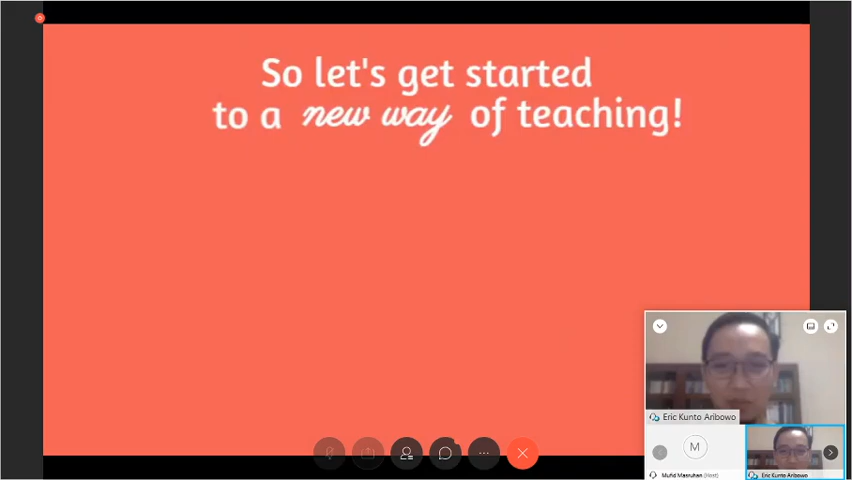 So let's get started
to a new way of teaching!
Eric Kunto Aribowo
M
Mufid Masruhan (Host)
Eric Kunto Aribowo